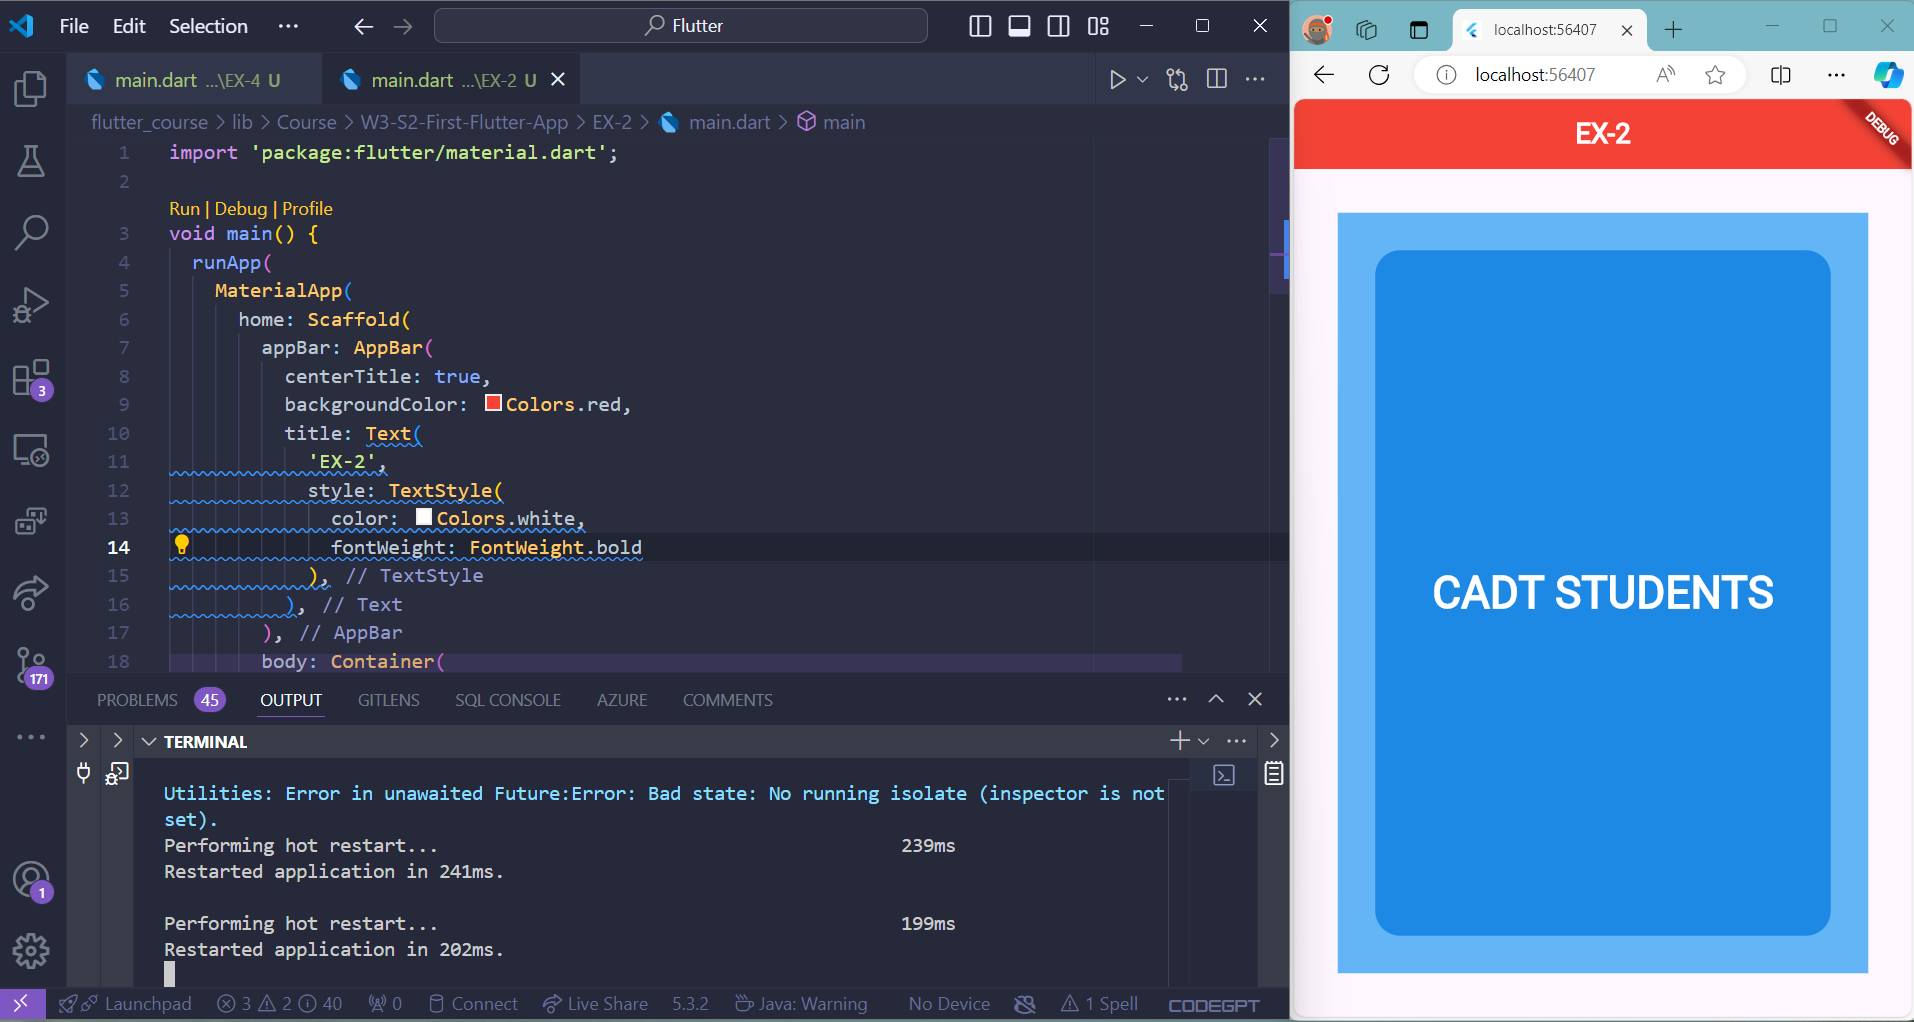 File Edit Selection ··· Flutter
main.dart ...\EX-4 U
main.dart ...\EX-2 U
flutter_course > lib > Course > W3-S2-First-Flutter-App > EX-2 > main.dart > main
1 import 'package:flutter/material.dart';
2
Run | Debug | Profile
3 void main() {
4 runApp(
5 MaterialApp(
6 home: Scaffold(
7 appBar: AppBar(
8 centerTitle: true,
9 backgroundColor: Colors.red,
10 title: Text(
11 'EX-2',
12 style: TextStyle(
13 color: Colors.white,
14 fontWeight: FontWeight.bold
15 ), // TextStyle
16 ), // Text
17 ), // AppBar
18 body: Container(
3
171
1
PROBLEMS 45 OUTPUT GITLENS SQL CONSOLE AZURE COMMENTS
TERMINAL
Utilities: Error in unawaited Future:Error: Bad state: No running isolate (inspector is not
set).
Performing hot restart... 239ms
Restarted application in 241ms.
Performing hot restart... 199ms
Restarted application in 202ms.
Launchpad 3 2 40 0 Connect Live Share 5.3.2 Java: Warning No Device 1 Spell CODEGPT
localhost:56407
localhost:56407
EX-2
DEBUG
CADT STUDENTS